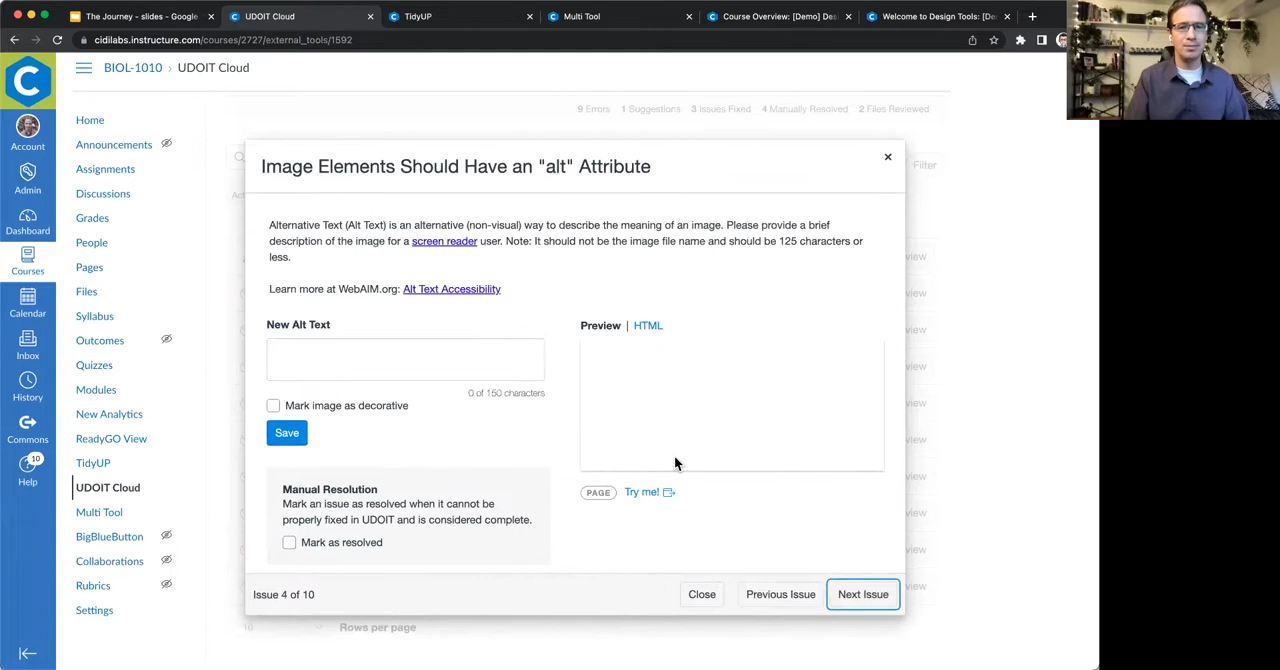 The Journey - slides - Google
UDOIT Cloud
TidyUP
Multi Tool
Course Overview: [Demo] Des
Welcome to Design Tools: [De
cidilabs.instructure.com/courses/2727/external_tools/1592
BIOL-1010 › UDOIT Cloud
Account
Admin
Dashboard
Courses
Calendar
Inbox
History
Commons
10
Help
Home
Announcements
Assignments
Discussions
Grades
People
Pages
Files
Syllabus
Outcomes
Quizzes
Modules
New Analytics
ReadyGO View
TidyUP
UDOIT Cloud
Multi Tool
BigBlueButton
Collaborations
Rubrics
Settings
9 Errors 1 Suggestions 3 Issues Fixed 4 Manually Resolved 2 Files Reviewed
Filter
Image Elements Should Have an "alt" Attribute
Alternative Text (Alt Text) is an alternative (non-visual) way to describe the meaning of an image. Please provide a brief
description of the image for a screen reader user. Note: It should not be the image file name and should be 125 characters or
less.
Learn more at WebAIM.org: Alt Text Accessibility
New Alt Text
Preview | HTML
0 of 150 characters
Mark image as decorative
Save
Manual Resolution
Mark an issue as resolved when it cannot be
properly fixed in UDOIT and is considered complete.
Mark as resolved
PAGE Try me!
Issue 4 of 10
Close
Previous Issue
Next Issue
10
Rows per page